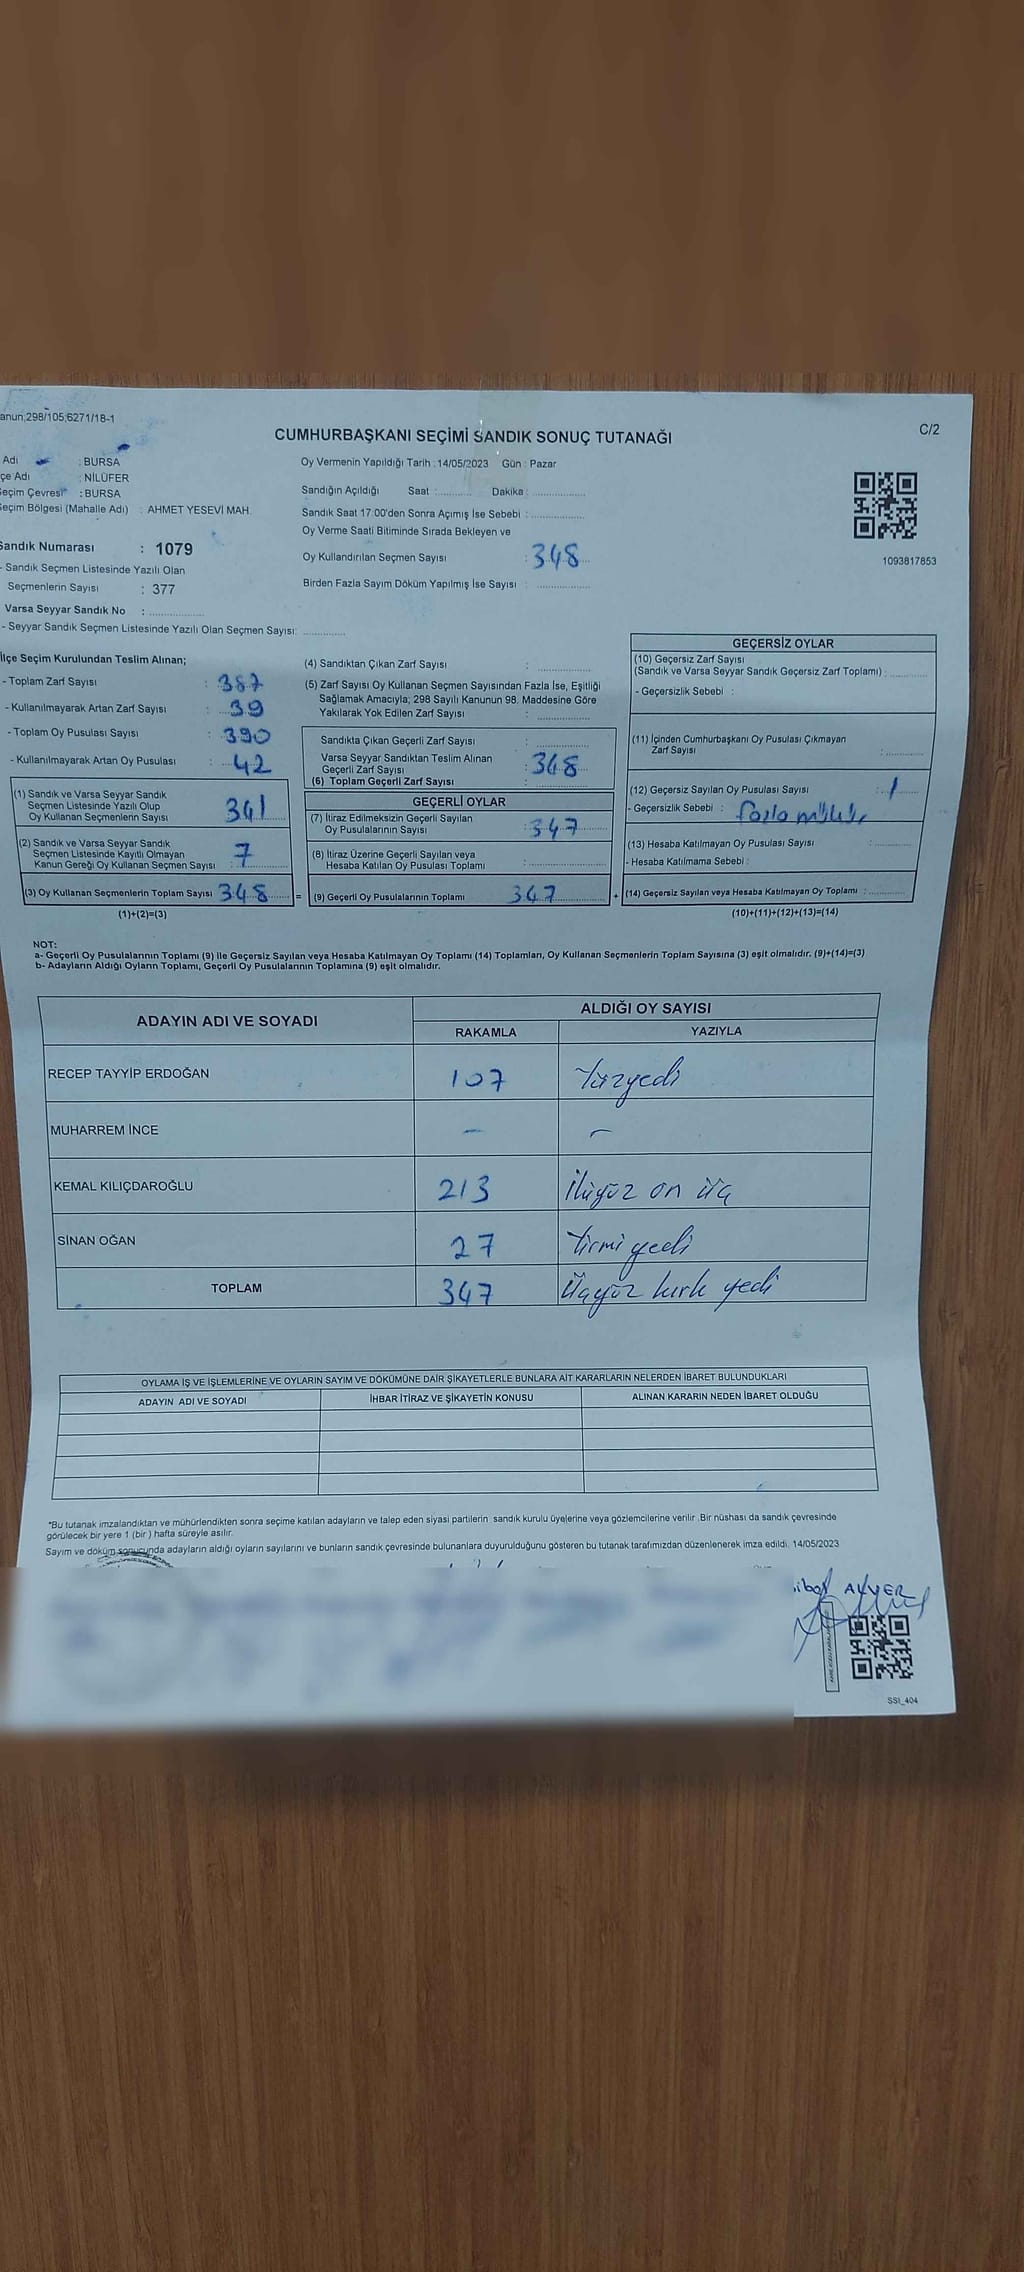 anun;298/105;6271/18-1
C/2
CUMHURBAŞKANI SEÇİMİ SANDIK SONUÇ TUTANAĞI
Adı : BURSA
çe Adı : NİLÜFER
eçim Çevresi : BURSA
eçim Bölgesi (Mahalle Adı) : AHMET YESEVİ MAH.
Sandık Numarası : 1079
- Sandık Seçmen Listesinde Yazılı Olan
Seçmenlerin Sayısı : 377
Varsa Seyyar Sandık No :
- Seyyar Sandık Seçmen Listesinde Yazılı Olan Seçmen Sayısı:
Oy Vermenin Yapıldığı Tarih : 14/05/2023 Gün : Pazar
Sandığın Açıldığı Saat : Dakika :
Sandık Saat 17:00'den Sonra Açımış İse Sebebi :
Oy Verme Saati Bitiminde Sırada Bekleyen ve
Oy Kullandırılan Seçmen Sayısı : 348
Birden Fazla Sayım Döküm Yapılmış İse Sayısı :
1093817853
İlçe Seçim Kurulundan Teslim Alınan;
- Toplam Zarf Sayısı : 387
- Kullanılmayarak Artan Zarf Sayısı : 39
- Toplam Oy Pusulası Sayısı : 390
- Kullanılmayarak Artan Oy Pusulası : 42
(1) Sandık ve Varsa Seyyar Sandık
Seçmen Listesinde Yazılı Olup
Oy Kullanan Seçmenlerin Sayısı 341
(2) Sandık ve Varsa Seyyar Sandık
Seçmen Listesinde Kayıtlı Olmayan
Kanun Gereği Oy Kullanan Seçmen Sayısı : 7
(3) Oy Kullanan Seçmenlerin Toplam Sayısı 348 =
(1)+(2)=(3)
(4) Sandıktan Çıkan Zarf Sayısı :
(5) Zarf Sayısı Oy Kullanan Seçmen Sayısından Fazla İse, Eşitliği
Sağlamak Amacıyla; 298 Sayılı Kanunun 98. Maddesine Göre
Yakılarak Yok Edilen Zarf Sayısı :
Sandıkta Çıkan Geçerli Zarf Sayısı :
Varsa Seyyar Sandıktan Teslim Alınan
Geçerli Zarf Sayısı : 348
(6) Toplam Geçerli Zarf Sayısı :
GEÇERLİ OYLAR
(7) İtiraz Edilmeksizin Geçerli Sayılan
Oy Pusulalarının Sayısı : 347
(8) İtiraz Üzerine Geçerli Sayılan veya
Hesaba Katılan Oy Pusulası Toplamı :
(9) Geçerli Oy Pusulalarının Toplamı 347 +
GEÇERSİZ OYLAR
(10) Geçersiz Zarf Sayısı
(Sandık ve Varsa Seyyar Sandık Geçersiz Zarf Toplamı) :
- Geçersizlik Sebebi :
(11) İçinden Cumhurbaşkanı Oy Pusulası Çıkmayan
Zarf Sayısı :
(12) Geçersiz Sayılan Oy Pusulası Sayısı : 1
- Geçersizlik Sebebi : fazla mühür
(13) Hesaba Katılmayan Oy Pusulası Sayısı :
- Hesaba Katılmama Sebebi :
(14) Geçersiz Sayılan veya Hesaba Katılmayan Oy Toplamı :
(10)+(11)+(12)+(13)=(14)
NOT:
a- Geçerli Oy Pusulalarının Toplamı (9) İle Geçersiz Sayılan veya Hesaba Katılmayan Oy Toplamı (14) Toplamları, Oy Kullanan Seçmenlerin Toplam Sayısına (3) eşit olmalıdır. (9)+(14)=(3)
b- Adayların Aldığı Oyların Toplamı, Geçerli Oy Pusulalarının Toplamına (9) eşit olmalıdır.
ADAYIN ADI VE SOYADI ALDIĞI OY SAYISI
RAKAMLA YAZIYLA
RECEP TAYYİP ERDOĞAN 107 Yüzyedi
MUHARREM İNCE - -
KEMAL KILIÇDAROĞLU 213 İkiyüz on üç
SİNAN OĞAN 27 Yirmi yedi
TOPLAM 347 Üçyüz kırk yedi
OYLAMA İŞ VE İŞLEMLERİNE VE OYLARIN SAYIM VE DÖKÜMÜNE DAİR ŞİKAYETLERLE BUNLARA AİT KARARLARIN NELERDEN İBARET BULUNDUKLARI
ADAYIN ADI VE SOYADI İHBAR İTİRAZ VE ŞİKAYETİN KONUSU ALINAN KARARIN NEDEN İBARET OLDUĞU
*Bu tutanak imzalandıktan ve mühürlendikten sonra seçime katılan adayların ve talep eden siyasi partilerin sandık kurulu üyelerine veya gözlemcilerine verilir. Bir nüshası da sandık çevresinde
görülecek bir yere 1 (bir) hafta süreyle asılır.
Sayım ve döküm sonucunda adayların aldığı oyların sayılarını ve bunların sandık çevresinde bulunanlara duyurulduğunu gösteren bu tutanak tarafımızdan düzenlenerek imza edildi. 14/05/2023
SSI_404